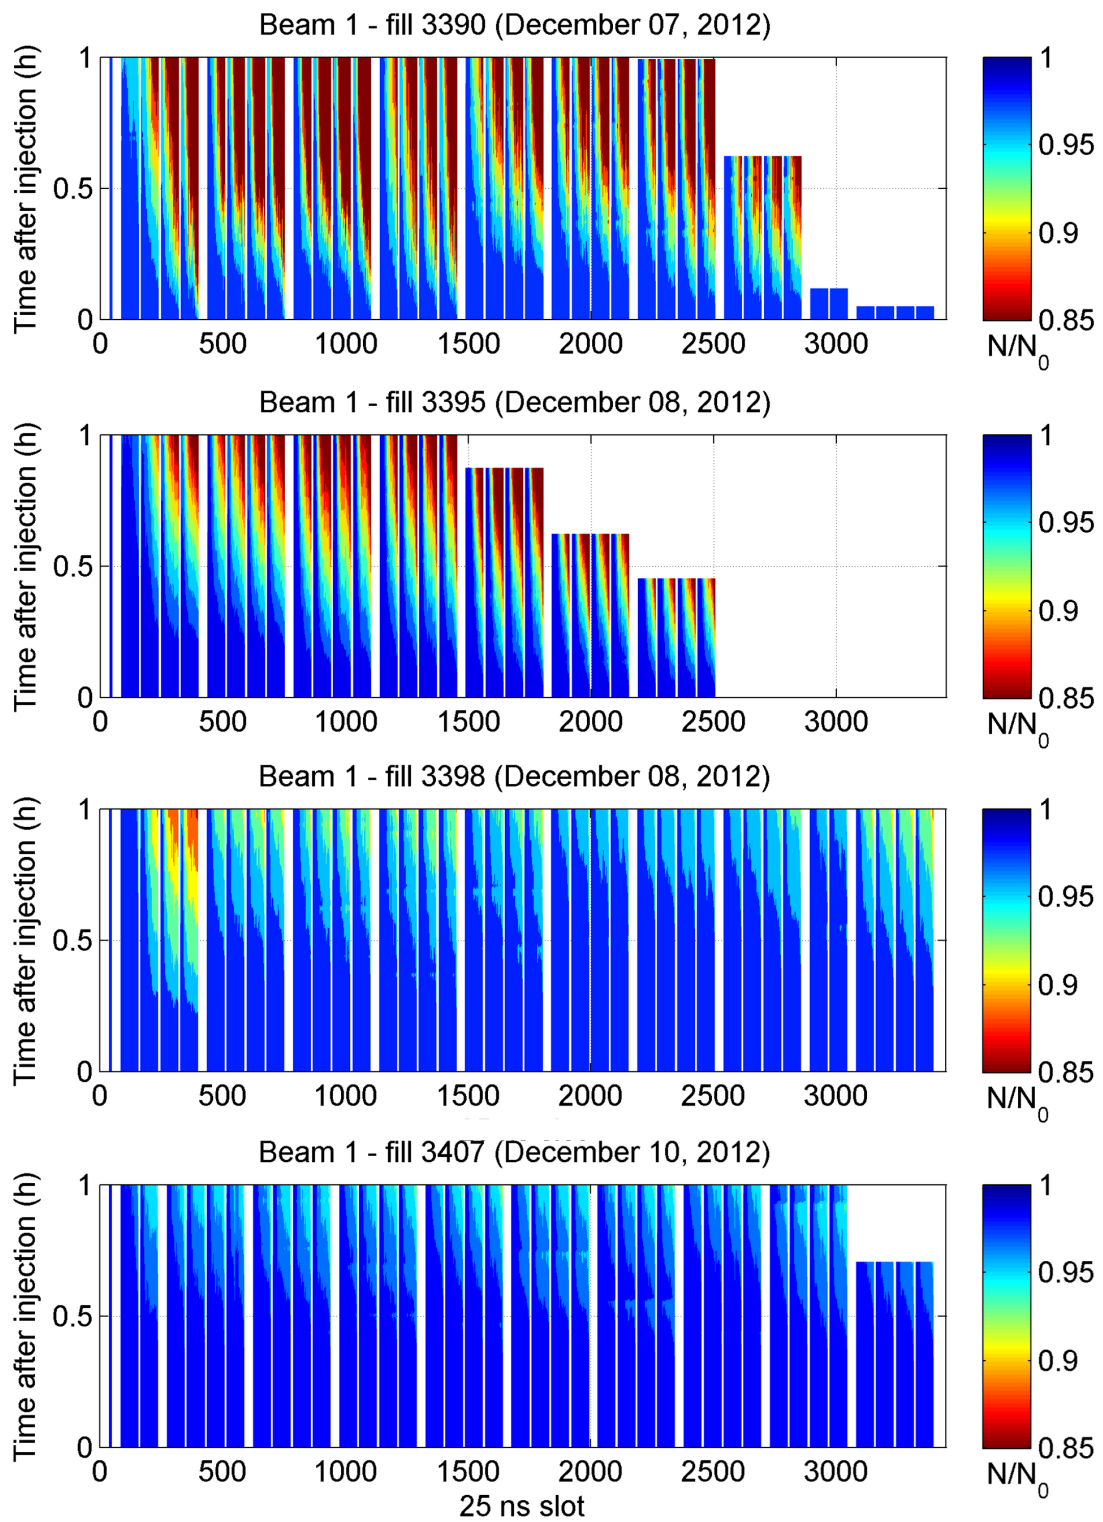 Beam 1 - fill 3390 (December 07, 2012)
Time after injection (h)
1
0.5
0
0 500 1000 1500 2000 2500 3000
1
0.95
0.9
0.85
N/N0
Beam 1 - fill 3395 (December 08, 2012)
Time after injection (h)
1
0.5
0
0 500 1000 1500 2000 2500 3000
1
0.95
0.9
0.85
N/N0
Beam 1 - fill 3398 (December 08, 2012)
Time after injection (h)
1
0.5
0
0 500 1000 1500 2000 2500 3000
1
0.95
0.9
0.85
N/N0
Beam 1 - fill 3407 (December 10, 2012)
Time after injection (h)
1
0.5
0
0 500 1000 1500 2000 2500 3000
25 ns slot
1
0.95
0.9
0.85
N/N0